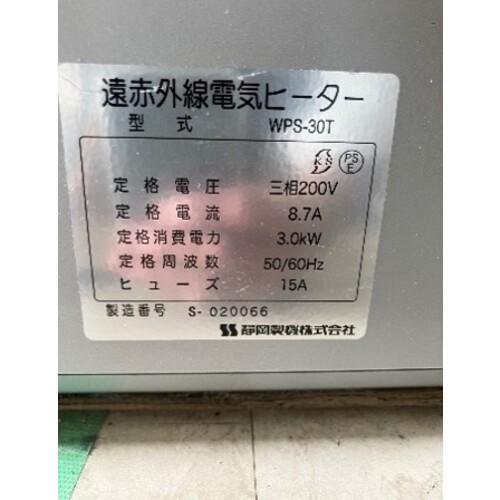 遠赤外線電気ヒーター
型式 WPS-30T
PS E
定格電圧 三相200V
定格電流 8.7A
定格消費電力 3.0kW
定格周波数 50/60Hz
ヒューズ 15A
製造番号 S- 020066
静岡製機株式会社